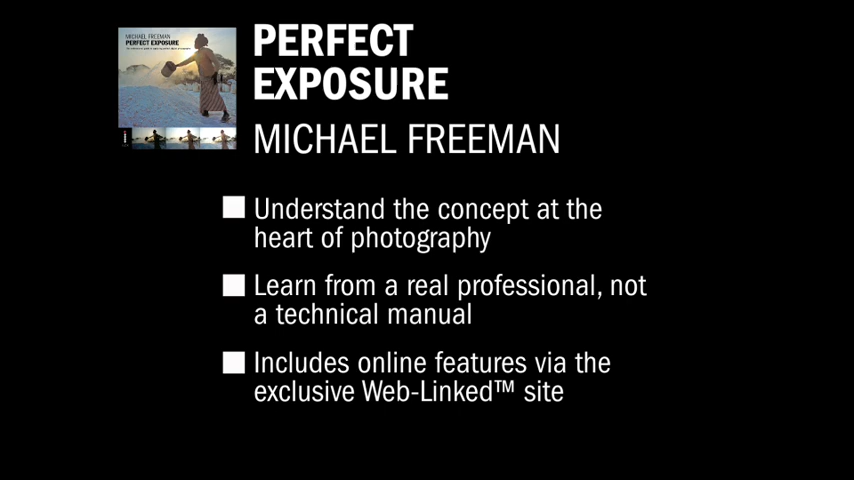 MICHAEL FREEMAN
PERFECT EXPOSURE
PERFECT
EXPOSURE
MICHAEL FREEMAN
Understand the concept at the
heart of photography
Learn from a real professional, not
a technical manual
Includes online features via the
exclusive Web-Linked™ site